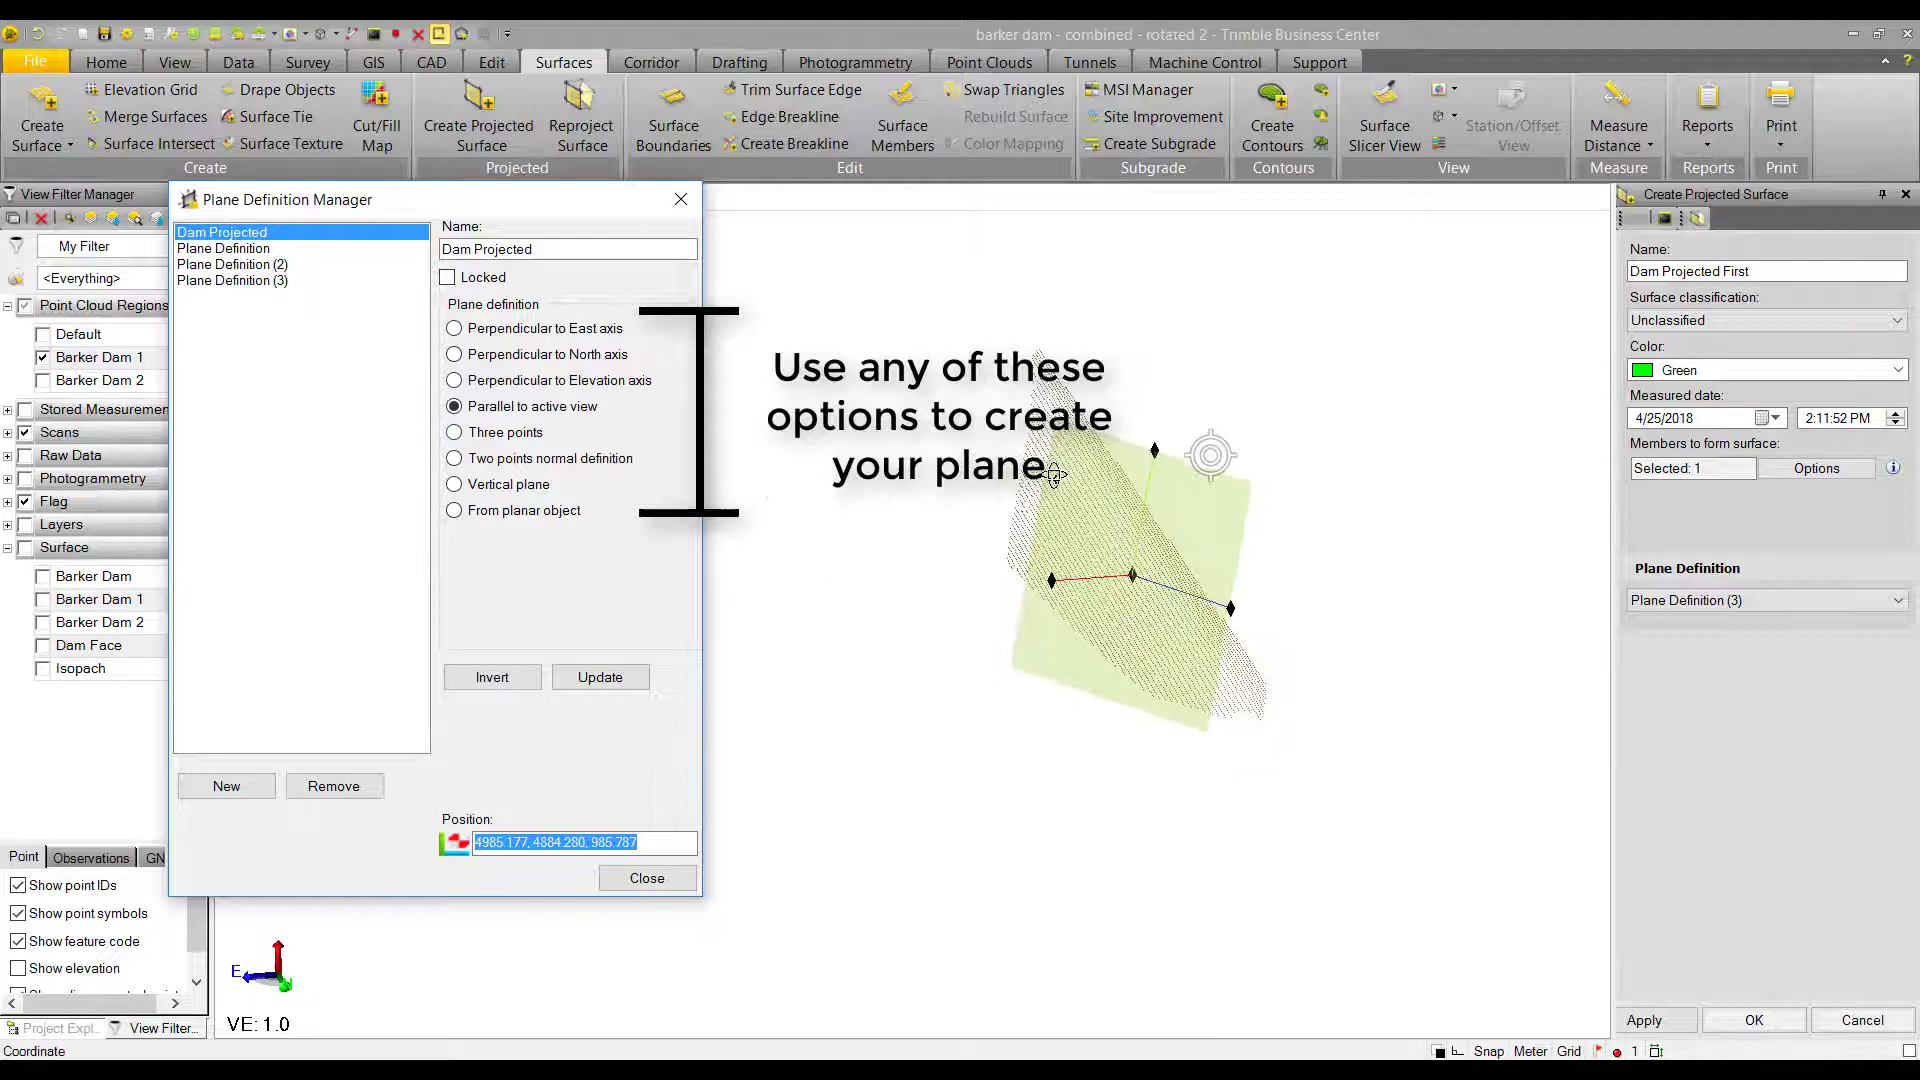 barker dam - combined - rotated 2 - Trimble Business Center
File Home View Data Survey GIS CAD Edit Surfaces Corridor Drafting Photogrammetry Point Clouds Tunnels Machine Control Support
Elevation Grid Drape Objects Trim Surface Edge Swap Triangles MSI Manager
Merge Surfaces Surface Tie Edge Breakline Rebuild Surface Site Improvement
Create Surface Surface Intersect Surface Texture Cut/Fill Map Create Projected Surface Reproject Surface Surface Boundaries Create Breakline Surface Members Color Mapping Create Subgrade Create Contours Surface Slicer View Station/Offset View Measure Distance Reports Print
Create Projected Edit Subgrade Contours View Measure Reports Print
View Filter Manager
My Filter
<Everything>
Point Cloud Regions
Default
Barker Dam 1
Barker Dam 2
Stored Measuremen
Scans
Raw Data
Photogrammetry
Flag
Layers
Surface
Barker Dam
Barker Dam 1
Barker Dam 2
Dam Face
Isopach
Point Observations GN
Show point IDs
Show point symbols
Show feature code
Show elevation
Project Expl... View Filter...
Coordinate
Plane Definition Manager
Dam Projected
Plane Definition
Plane Definition (2)
Plane Definition (3)
New Remove
Name:
Dam Projected
Locked
Plane definition
Perpendicular to East axis
Perpendicular to North axis
Perpendicular to Elevation axis
Parallel to active view
Three points
Two points normal definition
Vertical plane
From planar object
Invert Update
Position:
4985.177, 4884.280, 985.787
Close
Use any of these
options to create
your plane
E
VE: 1.0
Create Projected Surface
Name:
Dam Projected First
Surface classification:
Unclassified
Color:
Green
Measured date:
4/25/2018 2:11:52 PM
Members to form surface:
Selected: 1 Options
Plane Definition
Plane Definition (3)
Apply OK Cancel
Snap Meter Grid 1